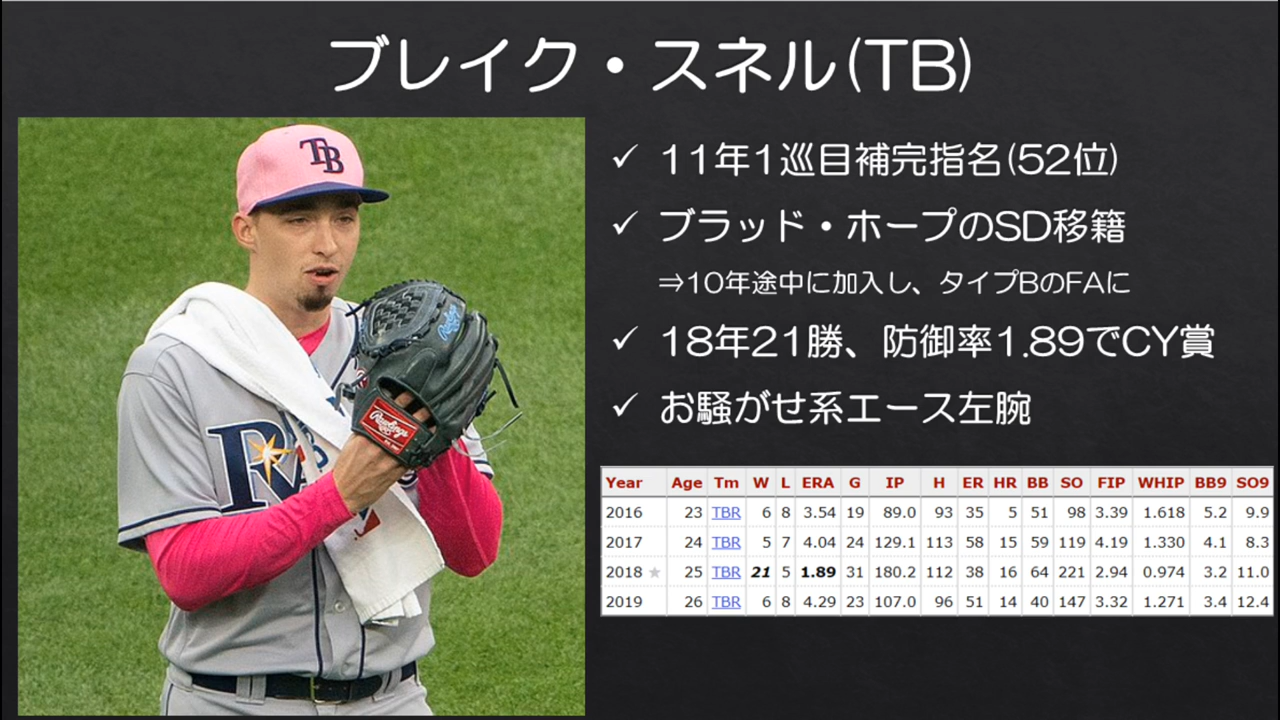 ブレイク・スネル(TB)
✓ 11年1巡目補完指名(52位)
✓ ブラッド・ホープのSD移籍
⇒10年途中に加入し、タイプBのFAに
✓ 18年21勝、防御率1.89でCY賞
✓ お騒がせ系エース左腕
TB
Rawlings
Rawlings
Year Age Tm W L ERA G IP H ER HR BB SO FIP WHIP BB9 SO9
2016 23 TBR 6 8 3.54 19 89.0 93 35 5 51 98 3.39 1.618 5.2 9.9
2017 24 TBR 5 7 4.04 24 129.1 113 58 15 59 119 4.19 1.330 4.1 8.3
2018 ★ 25 TBR 21 5 1.89 31 180.2 112 38 16 64 221 2.94 0.974 3.2 11.0
2019 26 TBR 6 8 4.29 23 107.0 96 51 14 40 147 3.32 1.271 3.4 12.4